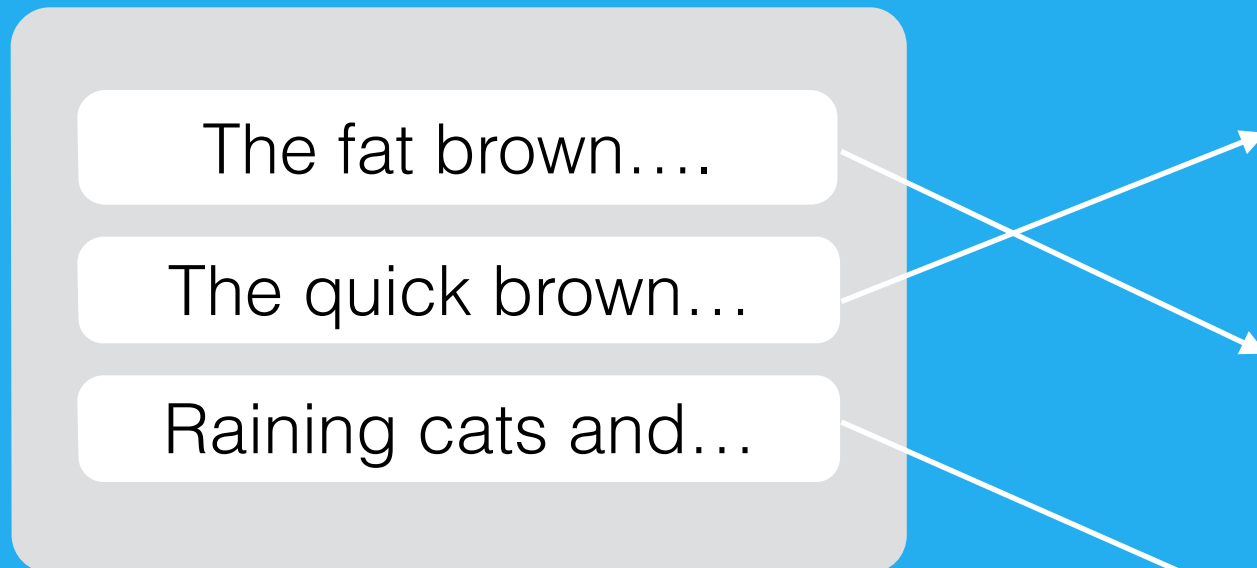 The fat brown….
The quick brown…
Raining cats and…